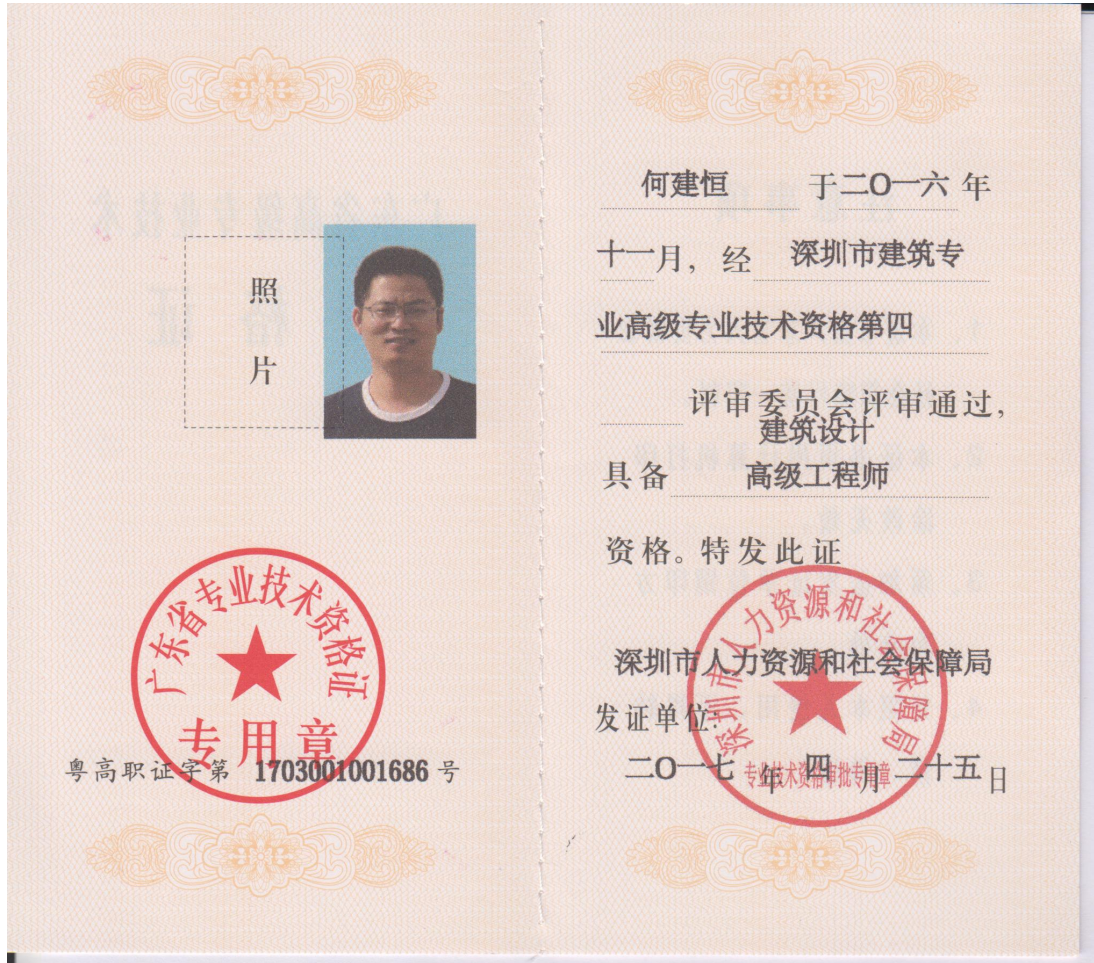 照
片
广东省专业技术资格证
专用章
粤高职证字第 1703001001686 号
何建恒 于二〇一六 年
十一月，经 深圳市建筑专
业高级专业技术资格第四
评审委员会评审通过，
建筑设计
具备 高级工程师
资格。特发此证
深圳市人力资源和社会保障局
深圳市人力资源和社会保障局
发证单位：
二〇一七 年 四 月 二十五日
专业技术资格审批专用章